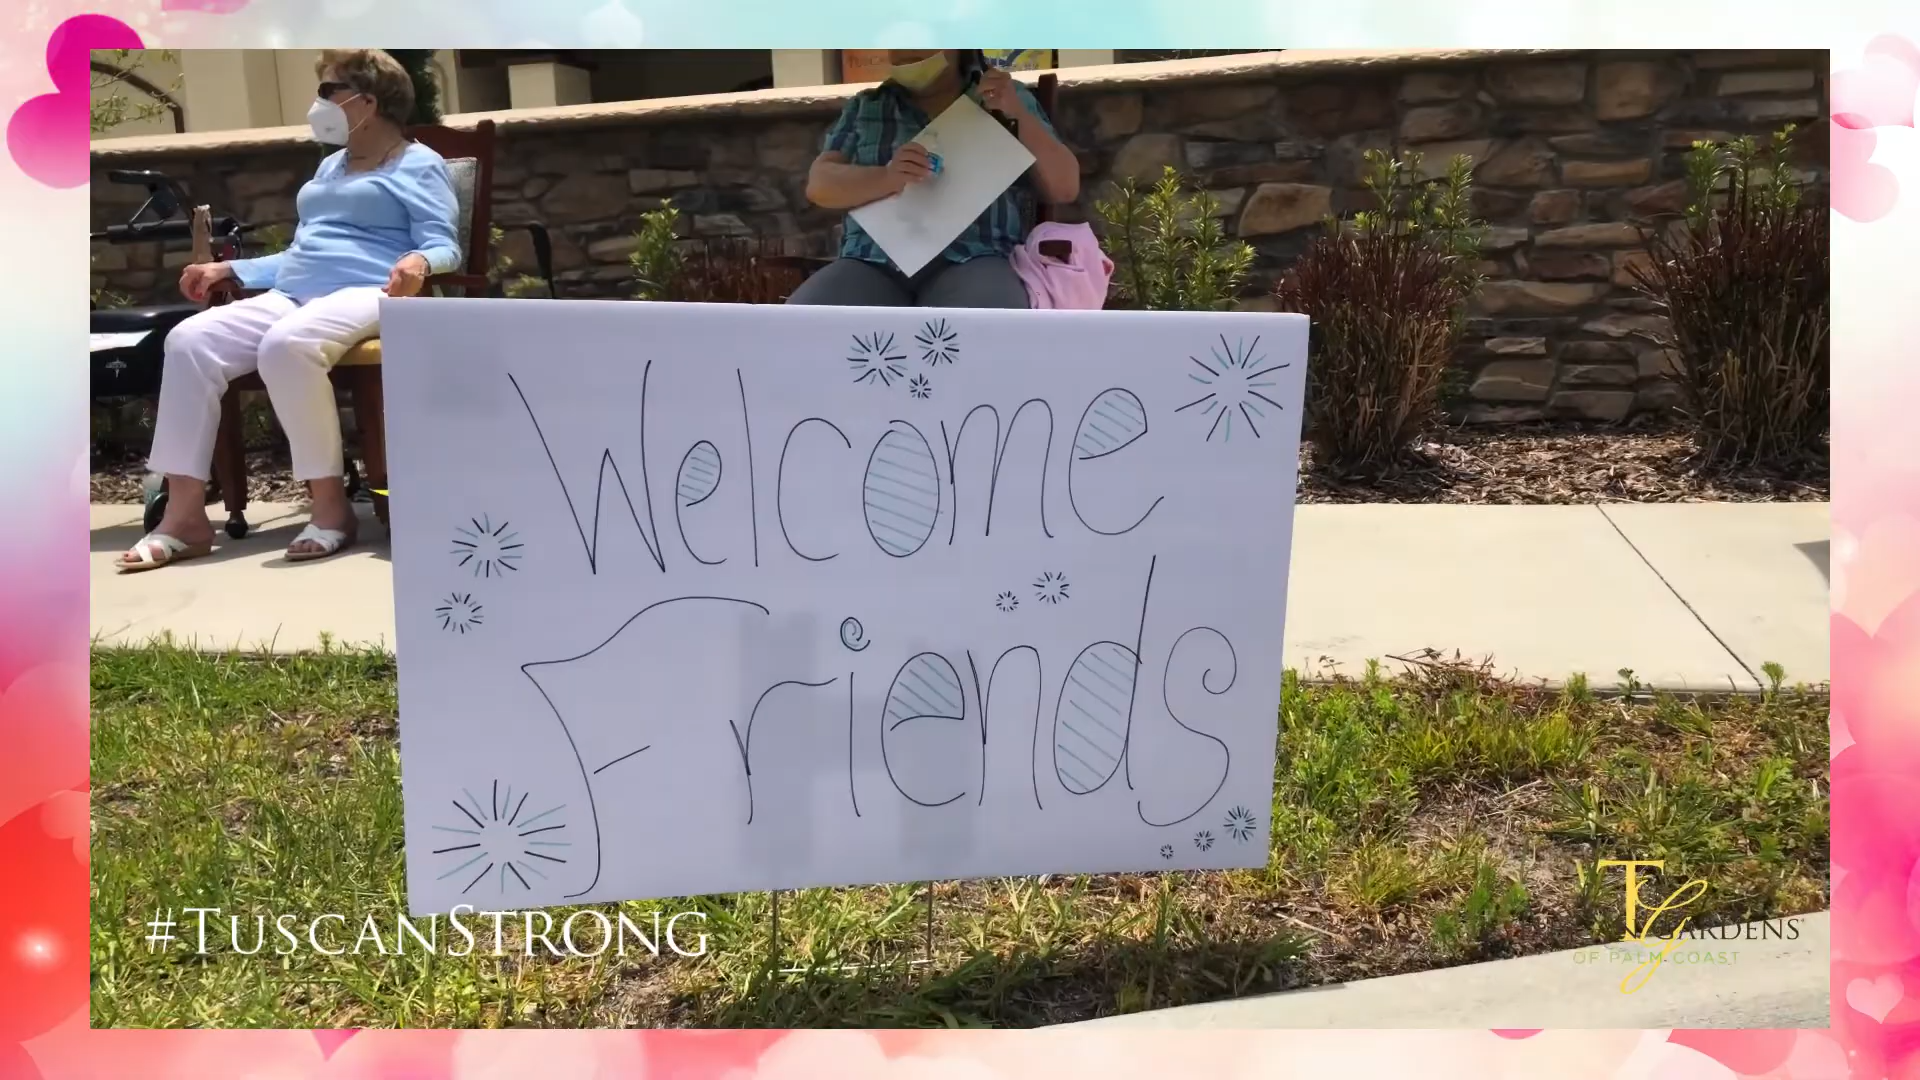 Welcome
Friends
#TUSCANSTRONG
TG GARDENS
OF PALM COAST